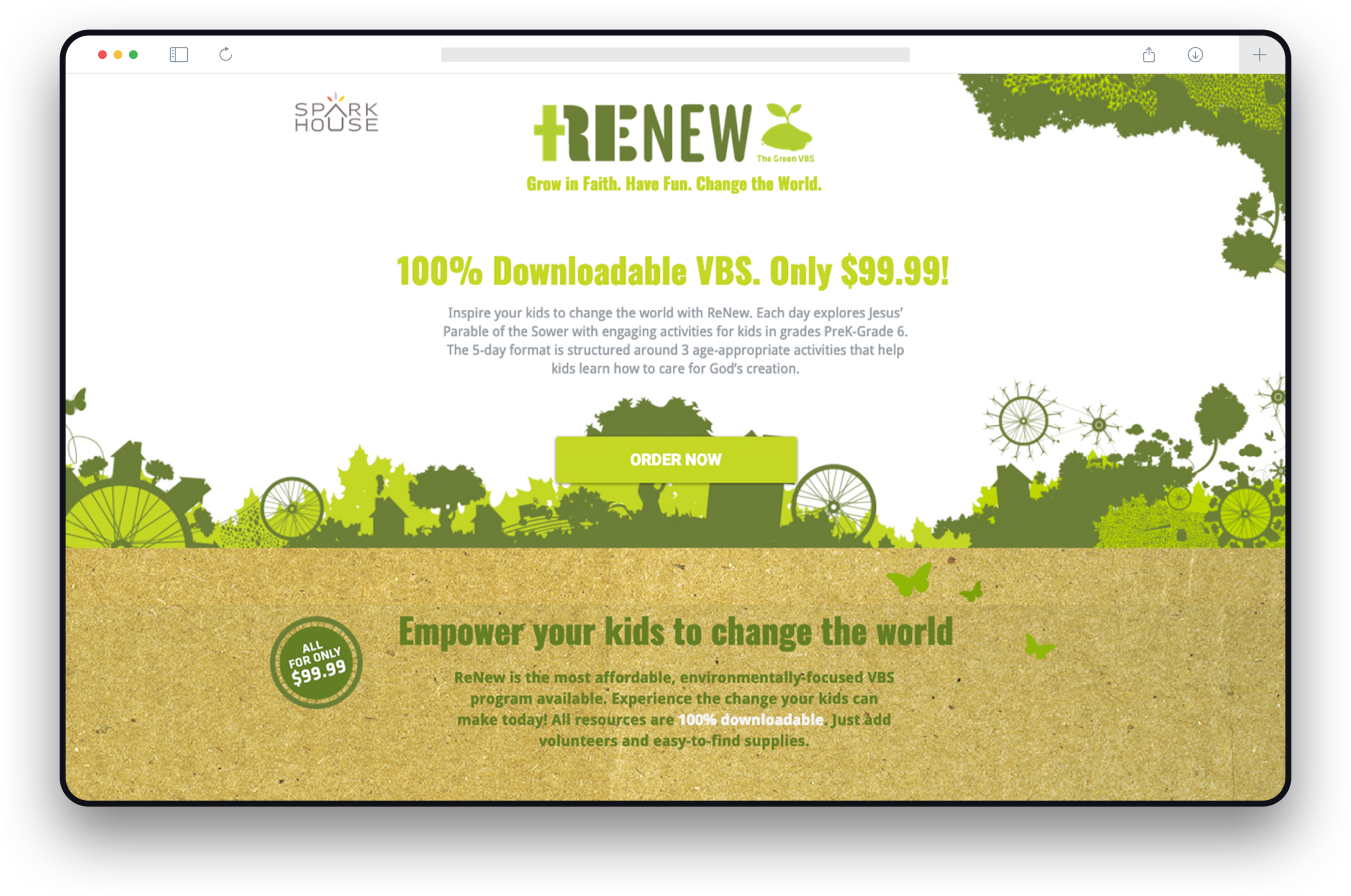 SPARK
HOUSE
RENEW
The Green VBS
Grow in Faith. Have Fun. Change the World.
100% Downloadable VBS. Only $99.99!
Inspire your kids to change the world with ReNew. Each day explores Jesus’
Parable of the Sower with engaging activities for kids in grades PreK-Grade 6.
The 5-day format is structured around 3 age-appropriate activities that help
kids learn how to care for God’s creation.
ORDER NOW
ALL
FOR ONLY
$99.99
Empower your kids to change the world
ReNew is the most affordable, environmentally-focused VBS
program available. Experience the change your kids can
make today! All resources are 100% downloadable. Just add
volunteers and easy-to-find supplies.